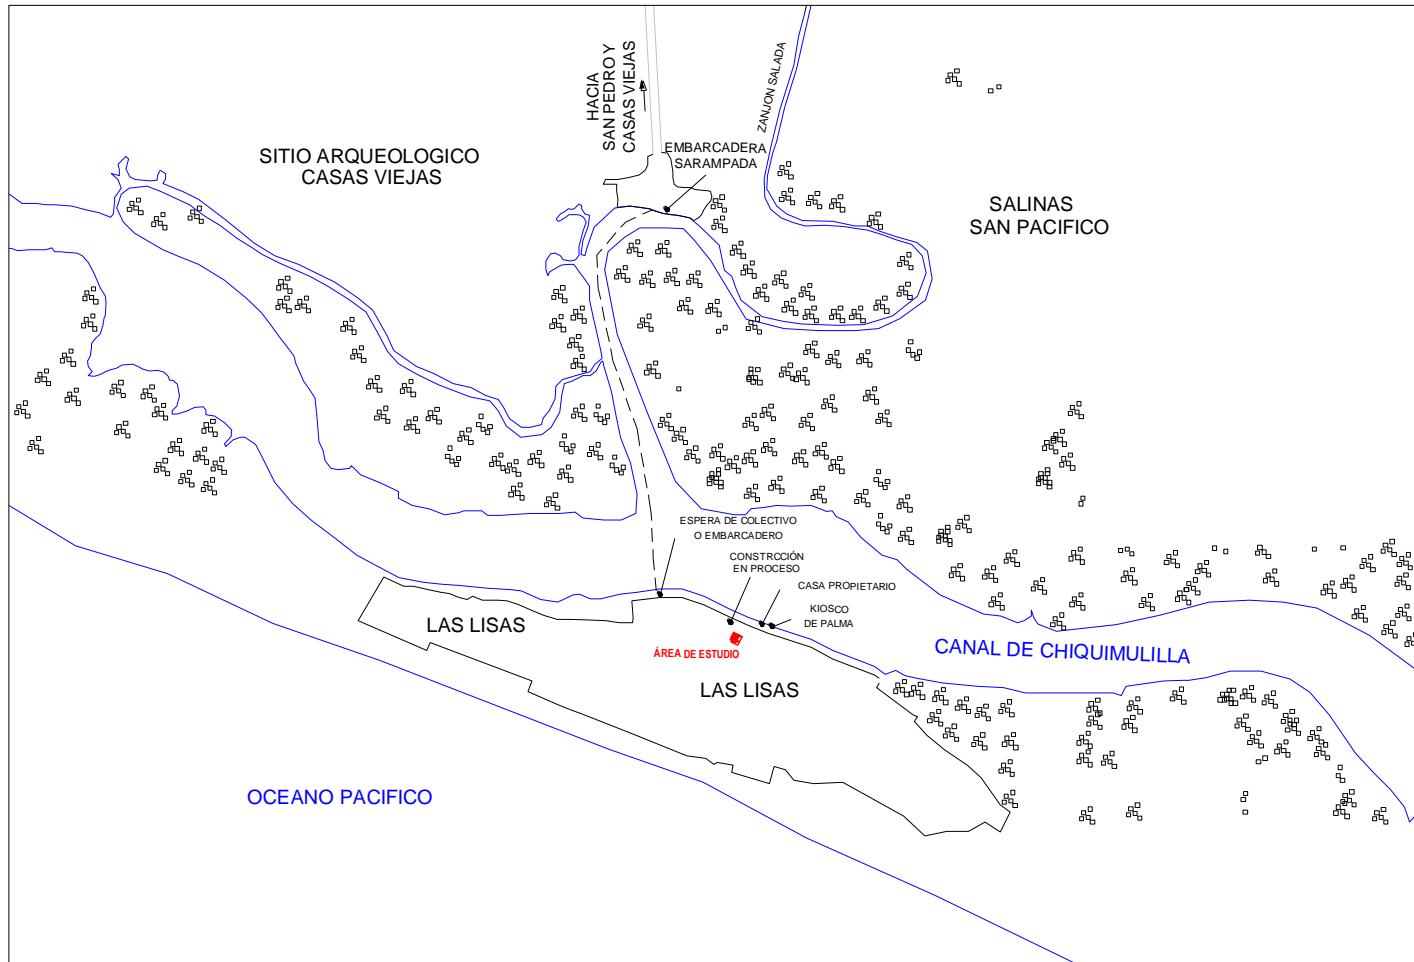 HACIA
SAN PEDRO Y
CASAS VIEJAS
ZANJON SALADA
EMBARCADERA
SARAMPADA
SITIO ARQUEOLOGICO
CASAS VIEJAS
SALINAS
SAN PACIFICO
ESPERA DE COLECTIVO
O EMBARCADERO
CONSTRCCIÓN
EN PROCESO
CASA PROPIETARIO
KIOSCO
DE PALMA
LAS LISAS
ÁREA DE ESTUDIO
CANAL DE CHIQUIMULILLA
LAS LISAS
OCEANO PACIFICO